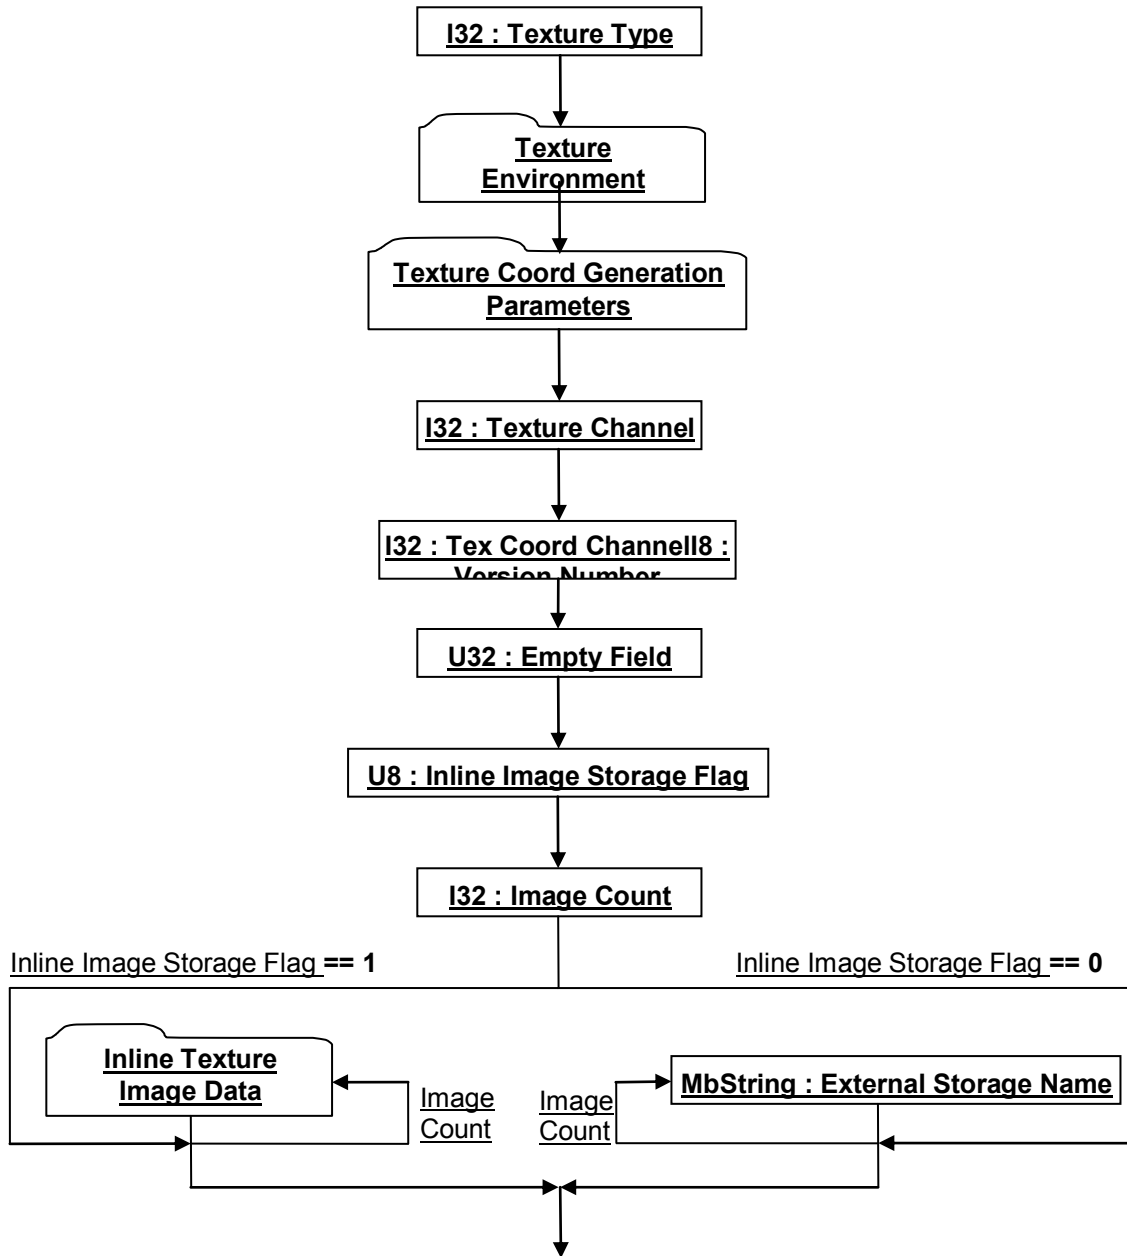 I32 : Texture Type
Texture
Environment
Texture Coord Generation
Parameters
I32 : Texture Channel
I32 : Tex Coord ChannelI8 :
Version Number
U32 : Empty Field
U8 : Inline Image Storage Flag
I32 : Image Count
Inline Image Storage Flag == 1
Inline Image Storage Flag == 0
Inline Texture
Image Data
Image
Count
Image
Count
MbString : External Storage Name